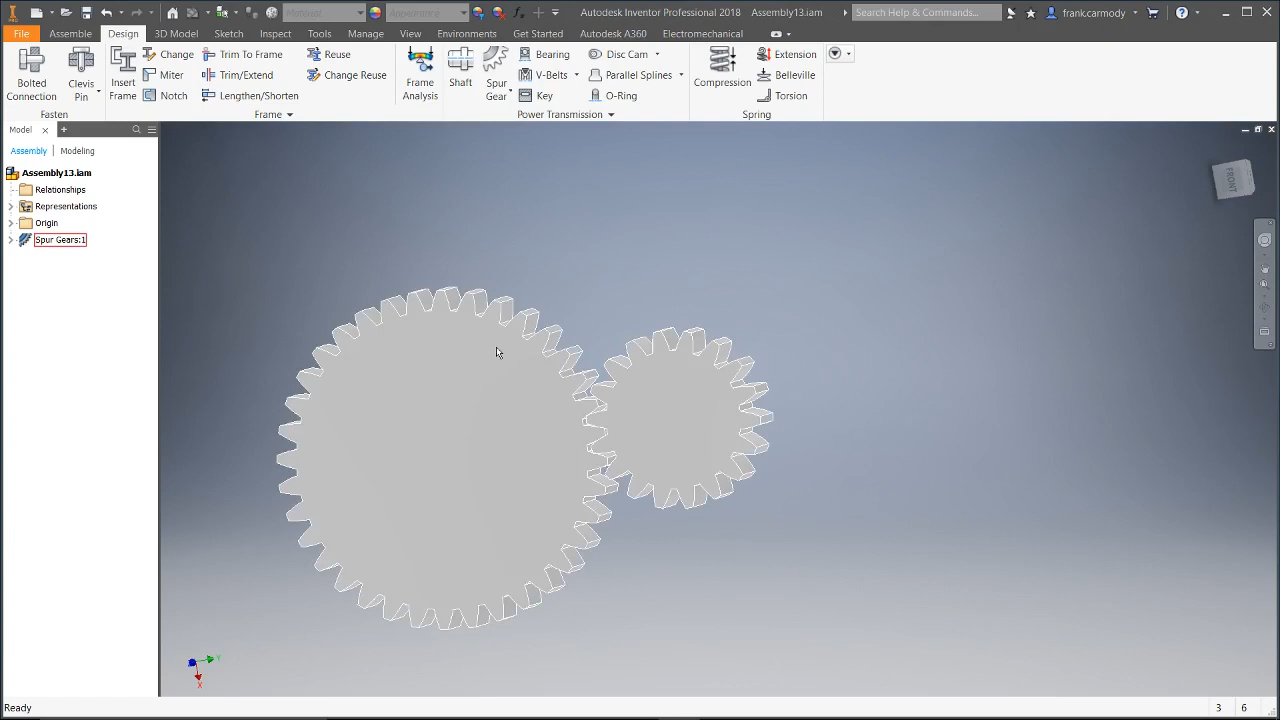 Material
Appearance
Autodesk Inventor Professional 2018 Assembly13.iam
Search Help & Commands...
frank.carmody
File Assemble Design 3D Model Sketch Inspect Tools Manage View Environments Get Started Autodesk A360 Electromechanical
Bolted Connection
Clevis Pin
Fasten
Insert Frame
Change
Miter
Notch
Trim To Frame
Trim/Extend
Lengthen/Shorten
Reuse
Change Reuse
Frame
Frame Analysis
Shaft
Spur Gear
Bearing
V-Belts
Key
Disc Cam
Parallel Splines
O-Ring
Power Transmission
Compression
Extension
Belleville
Torsion
Spring
Model
Assembly Modeling
Assembly13.iam
Relationships
Representations
Origin
Spur Gears:1
FRONT
Y
X
Ready
3 6